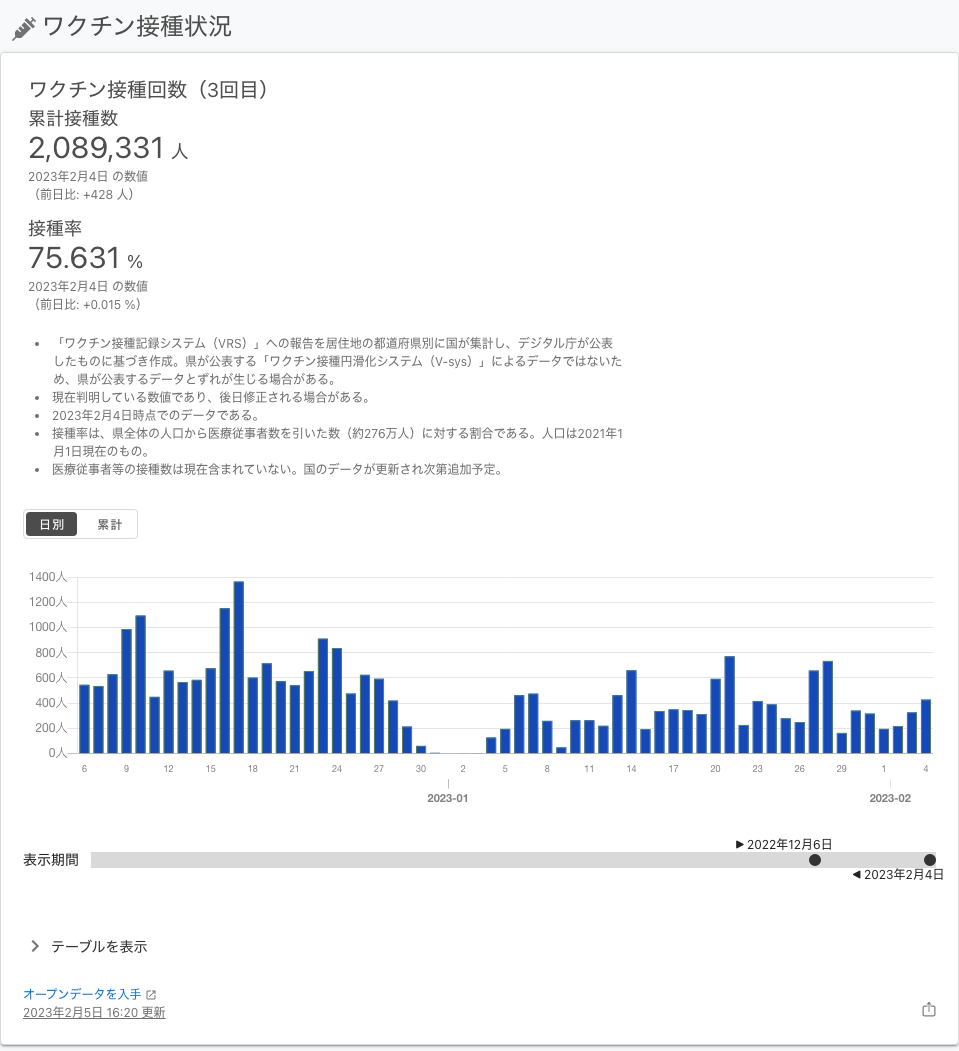 ワクチン接種状況
ワクチン接種回数（3回目）
累計接種数
2,089,331 人
2023年2月4日 の数値
（前日比: +428 人）
接種率
75.631 %
2023年2月4日 の数値
（前日比: +0.015 %）
「ワクチン接種記録システム（VRS）」への報告を居住地の都道府県別に国が集計し、デジタル庁が公表
したものに基づき作成。県が公表する「ワクチン接種円滑化システム（V-sys）」によるデータではないた
め、県が公表するデータとずれが生じる場合がある。
現在判明している数値であり、後日修正される場合がある。
2023年2月4日時点でのデータである。
接種率は、県全体の人口から医療従事者数を引いた数（約276万人）に対する割合である。人口は2021年1
月1日現在のもの。
医療従事者等の接種数は現在含まれていない。国のデータが更新され次第追加予定。
日別 累計
1400人
1200人
1000人
800人
600人
400人
200人
0人
6 9 12 15 18 21 24 27 30 2 5 8 11 14 17 20 23 26 29 1 4
2023-01 2023-02
2022年12月6日
表示期間
2023年2月4日
テーブルを表示
オープンデータを入手
2023年2月5日 16:20 更新